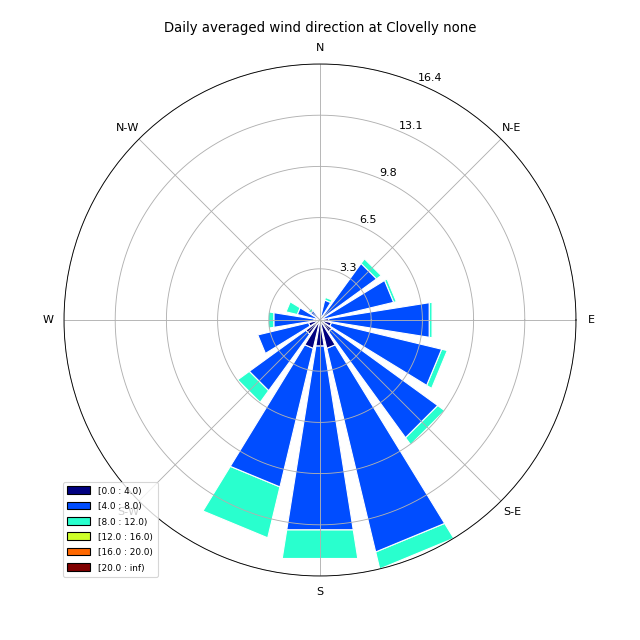 Daily averaged wind direction at Clovelly none
N
16.4
N-W
N-E
13.1
9.8
6.5
3.3
W
E
[0.0 : 4.0)
[4.0 : 8.0)
S-W
S-E
[8.0 : 12.0)
[12.0 : 16.0)
[16.0 : 20.0)
[20.0 : inf)
S